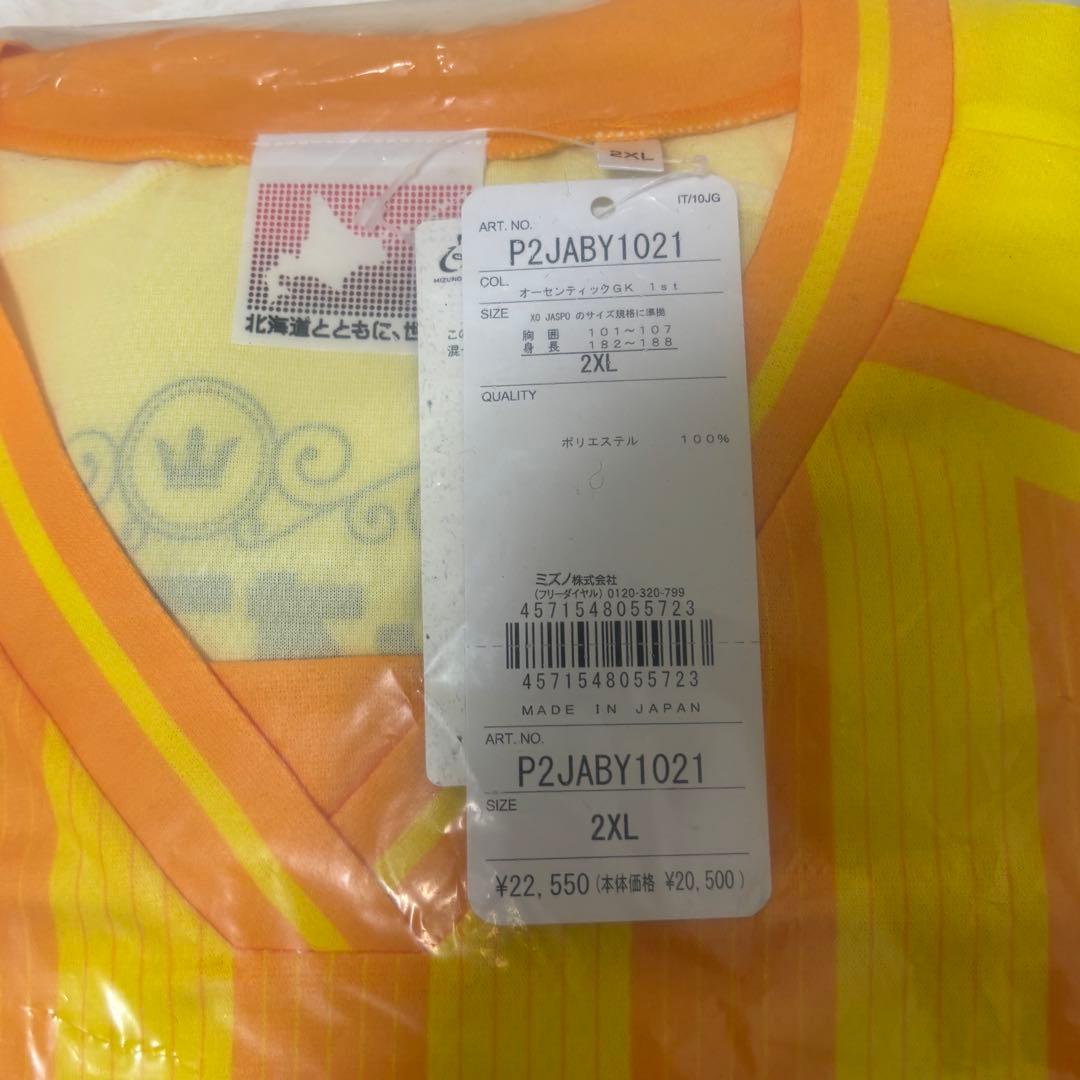 2XL
北海道とともに、世
MIZUNO
この
混
IT/10JG
ART. NO.
P2JABY1021
COL.
オーセンティックGK 1st
SIZE
XO JASPO のサイズ規格に準拠
胸囲 101~107
身長 182~188
2XL
QUALITY
ポリエステル 100%
ミズノ株式会社
(フリーダイヤル) 0120-320-799
4571548055723
4571548055723
MADE IN JAPAN
ART. NO.
P2JABY1021
SIZE
2XL
¥22,550(本体価格 ¥20,500)